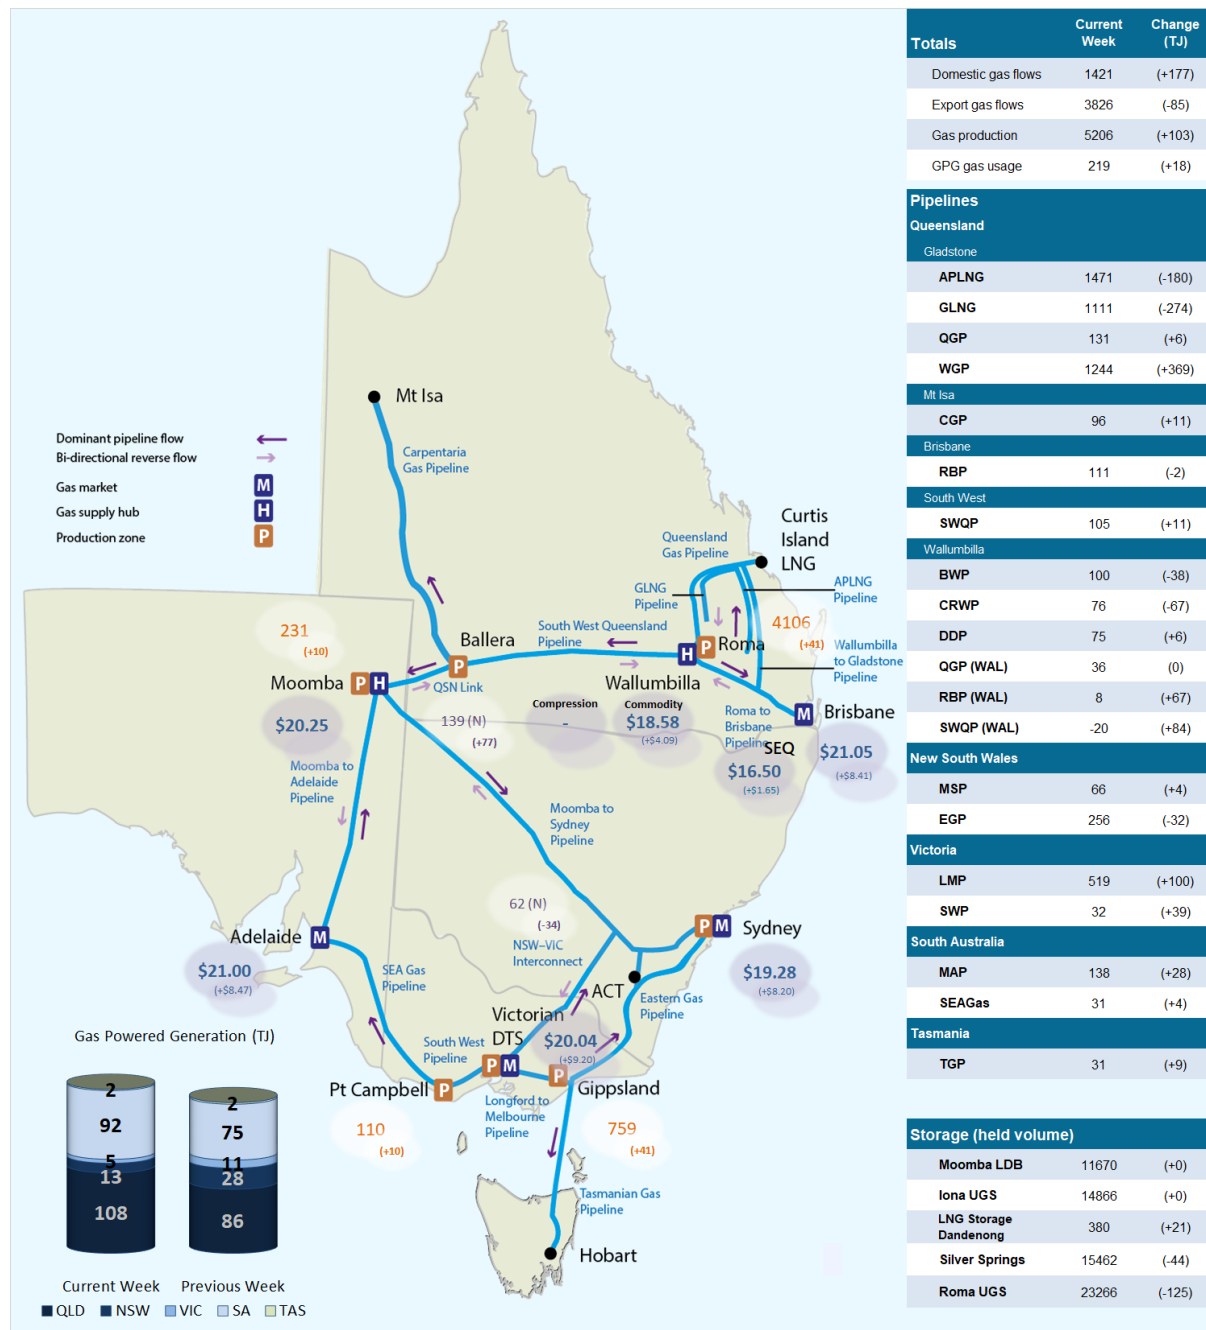 Totals Current Week Change (TJ)
Domestic gas flows 1421 (+177)
Export gas flows 3826 (-85)
Gas production 5206 (+103)
GPG gas usage 219 (+18)
Pipelines
Queensland
Gladstone
APLNG 1471 (-180)
GLNG 1111 (-274)
QGP 131 (+6)
WGP 1244 (+369)
Mt Isa
CGP 96 (+11)
Brisbane
RBP 111 (-2)
South West
SWQP 105 (+11)
Wallumbilla
BWP 100 (-38)
CRWP 76 (-67)
DDP 75 (+6)
QGP (WAL) 36 (0)
RBP (WAL) 8 (+67)
SWQP (WAL) -20 (+84)
New South Wales
MSP 66 (+4)
EGP 256 (-32)
Victoria
LMP 519 (+100)
SWP 32 (+39)
South Australia
MAP 138 (+28)
SEAGas 31 (+4)
Tasmania
TGP 31 (+9)
Storage (held volume)
Moomba LDB 11670 (+0)
Iona UGS 14866 (+0)
LNG Storage
Dandenong 380 (+21)
Silver Springs 15462 (-44)
Roma UGS 23266 (-125)
Mt Isa
Carpentaria
Gas Pipeline
Dominant pipeline flow
Bi-directional reverse flow
Gas market M
Gas supply hub H
Production zone P
Curtis
Island
LNG
Queensland
Gas Pipeline
GLNG
Pipeline
APLNG
Pipeline
4106
(+41)
231
(+10)
Ballera
P
South West Queensland
Pipeline
H P Roma
Wallumbilla
to Gladstone
Pipeline
Moomba P H
QSN Link
Wallumbilla
$20.25
139 (N)
(+77)
Compression
-
Commodity
$18.58
(+$4.09)
Roma to
Brisbane
Pipeline
M Brisbane
SEQ
$16.50
(+$1.65)
$21.05
(+$8.41)
Moomba to
Adelaide
Pipeline
Moomba to
Sydney
Pipeline
62 (N)
(-34)
NSW–VIC
Interconnect
P M Sydney
$19.28
(+$8.20)
Adelaide M
$21.00
(+$8.47)
SEA Gas
Pipeline
ACT
Eastern Gas
Pipeline
Victorian
DTS
$20.04
(+$9.20)
South West
Pipeline
P M
P
Gippsland
Pt Campbell P
110
(+10)
Longford to
Melbourne
Pipeline
759
(+41)
Tasmanian Gas
Pipeline
Hobart
Gas Powered Generation (TJ)
2
92
5
13
108
2
75
11
28
86
Current Week Previous Week
QLD NSW VIC SA TAS